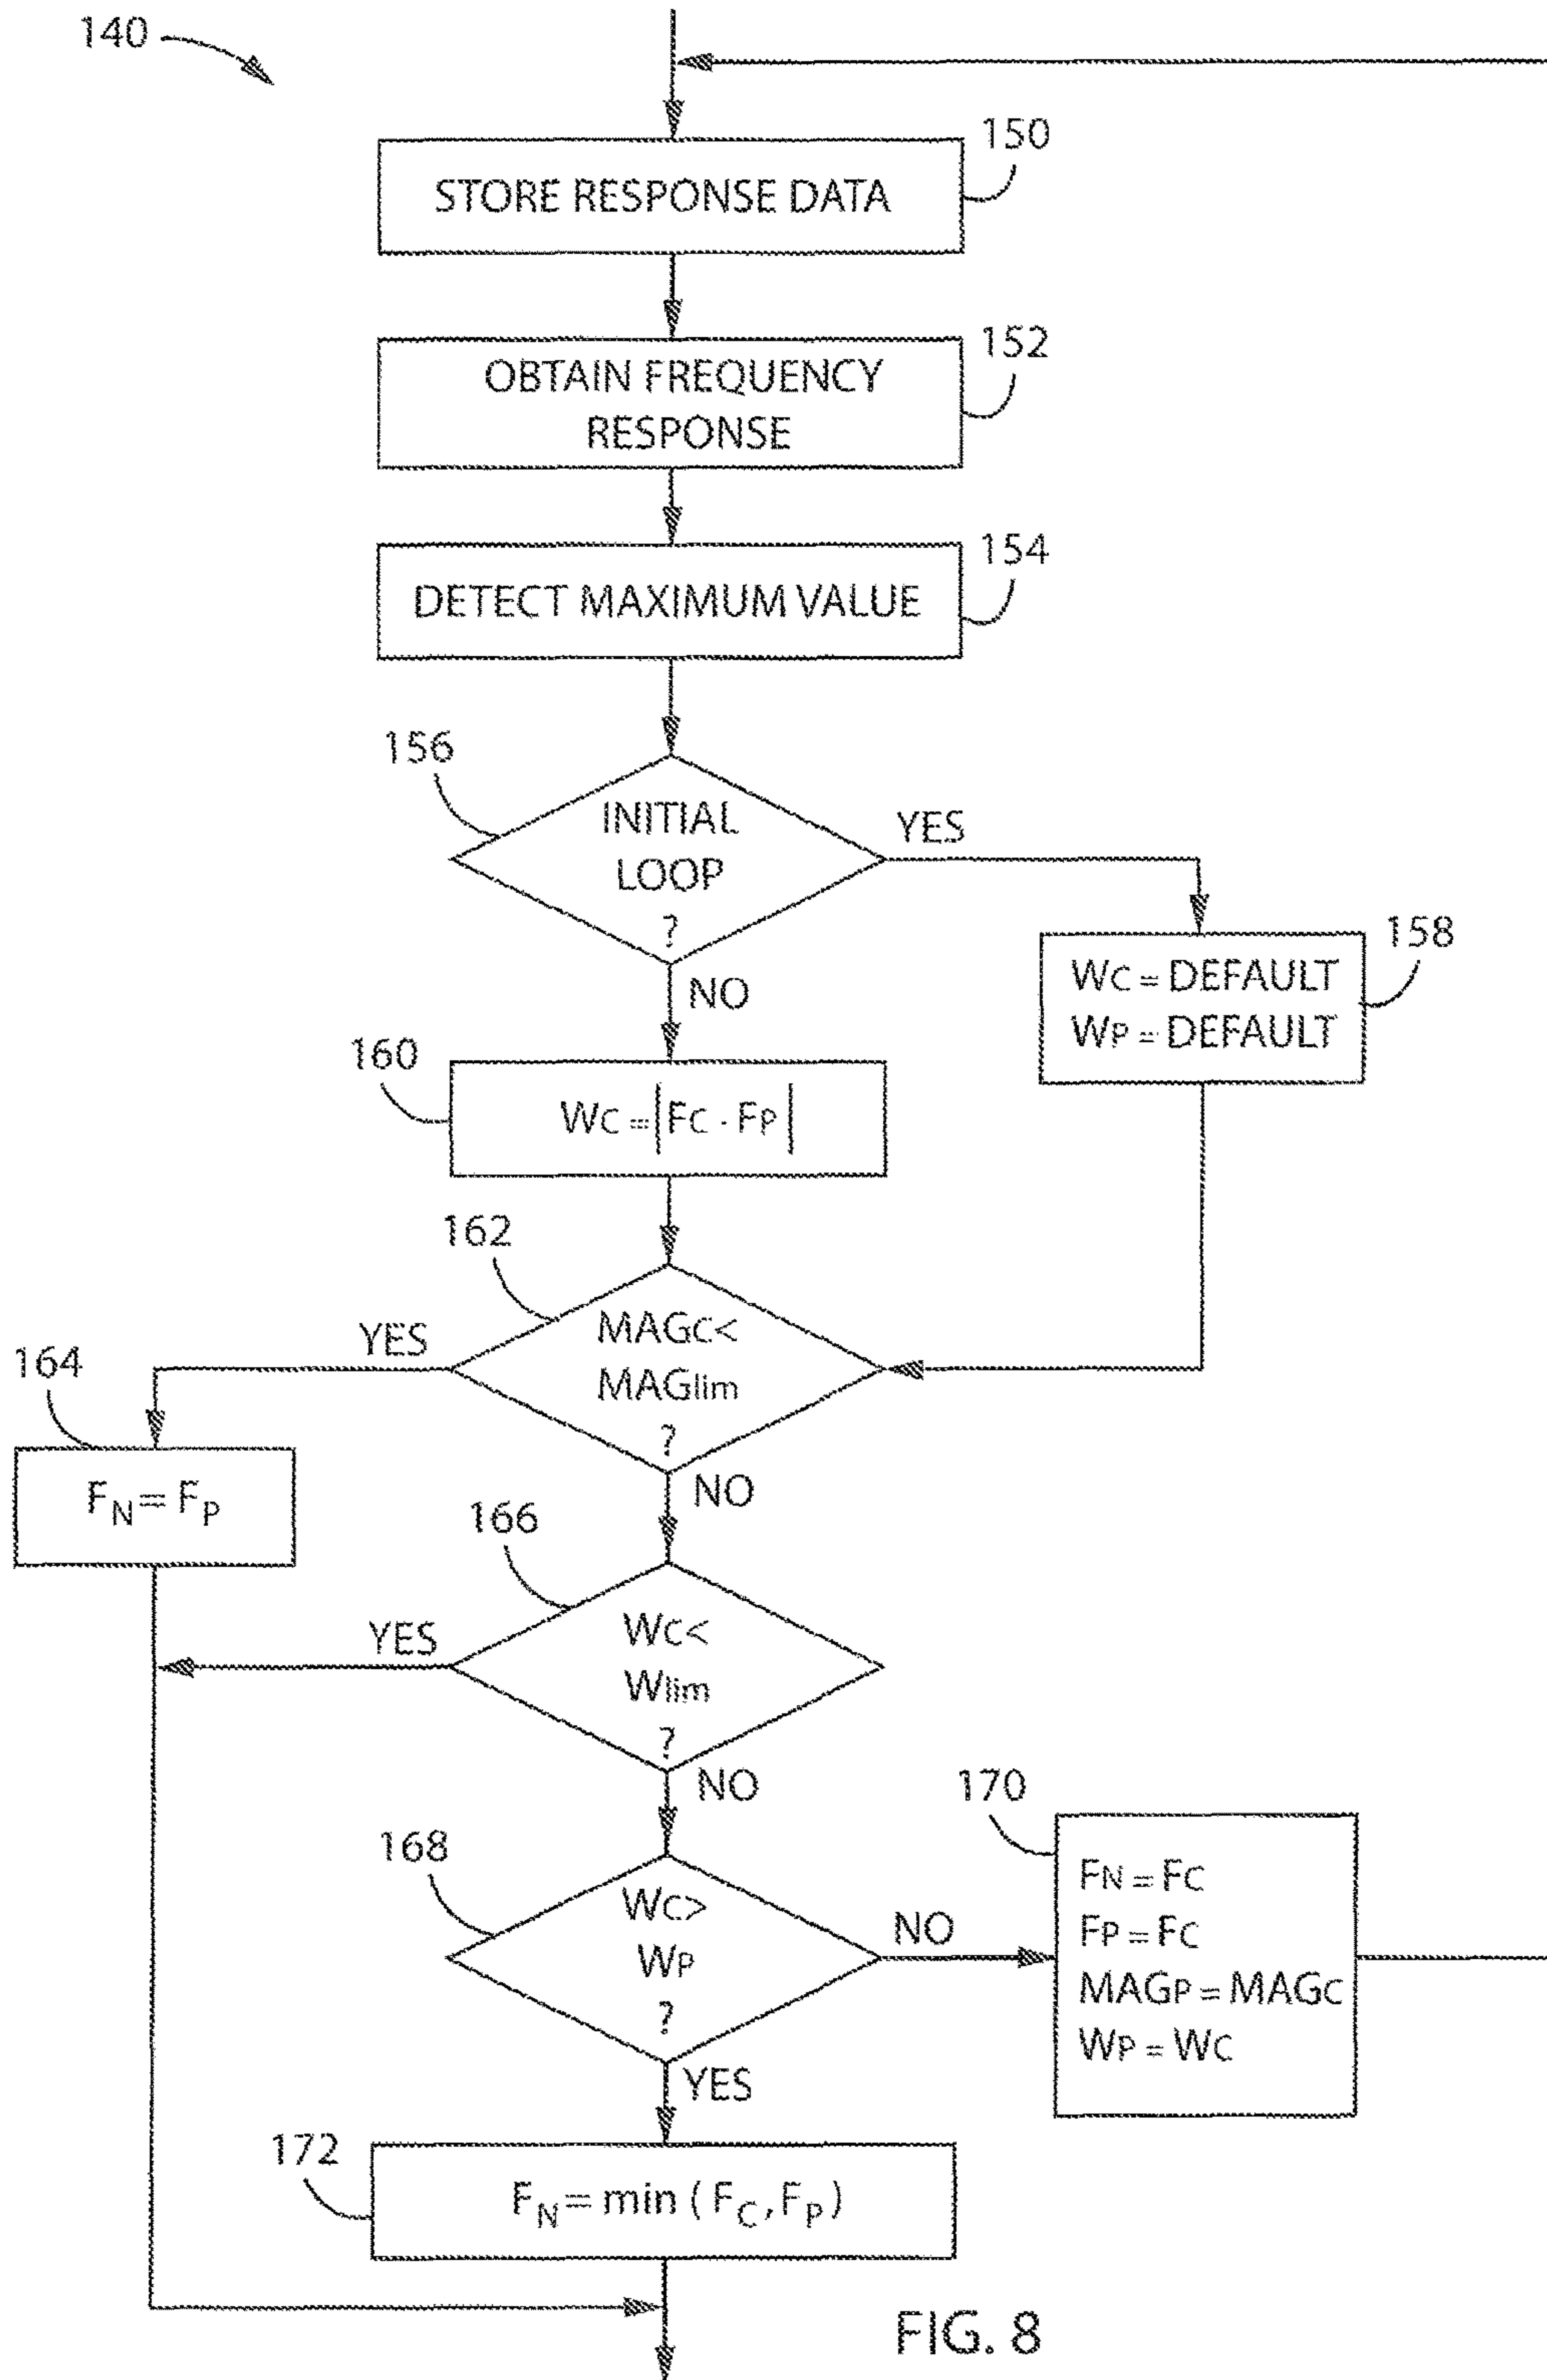 140
150
STORE RESPONSE DATA
152
OBTAIN FREQUENCY
RESPONSE
154
DETECT MAXIMUM VALUE
156
INITIAL
LOOP
?
YES
NO
158
WC = DEFAULT
WP = DEFAULT
160
WC = |FC - FP|
162
MAGC<
MAGlim
?
YES
NO
164
FN = FP
166
WC<
Wlim
?
YES
NO
168
WC>
WP
?
NO
YES
170
FN = FC
FP = FC
MAGP = MAGC
WP = WC
172
FN = min ( FC , FP )
FIG. 8